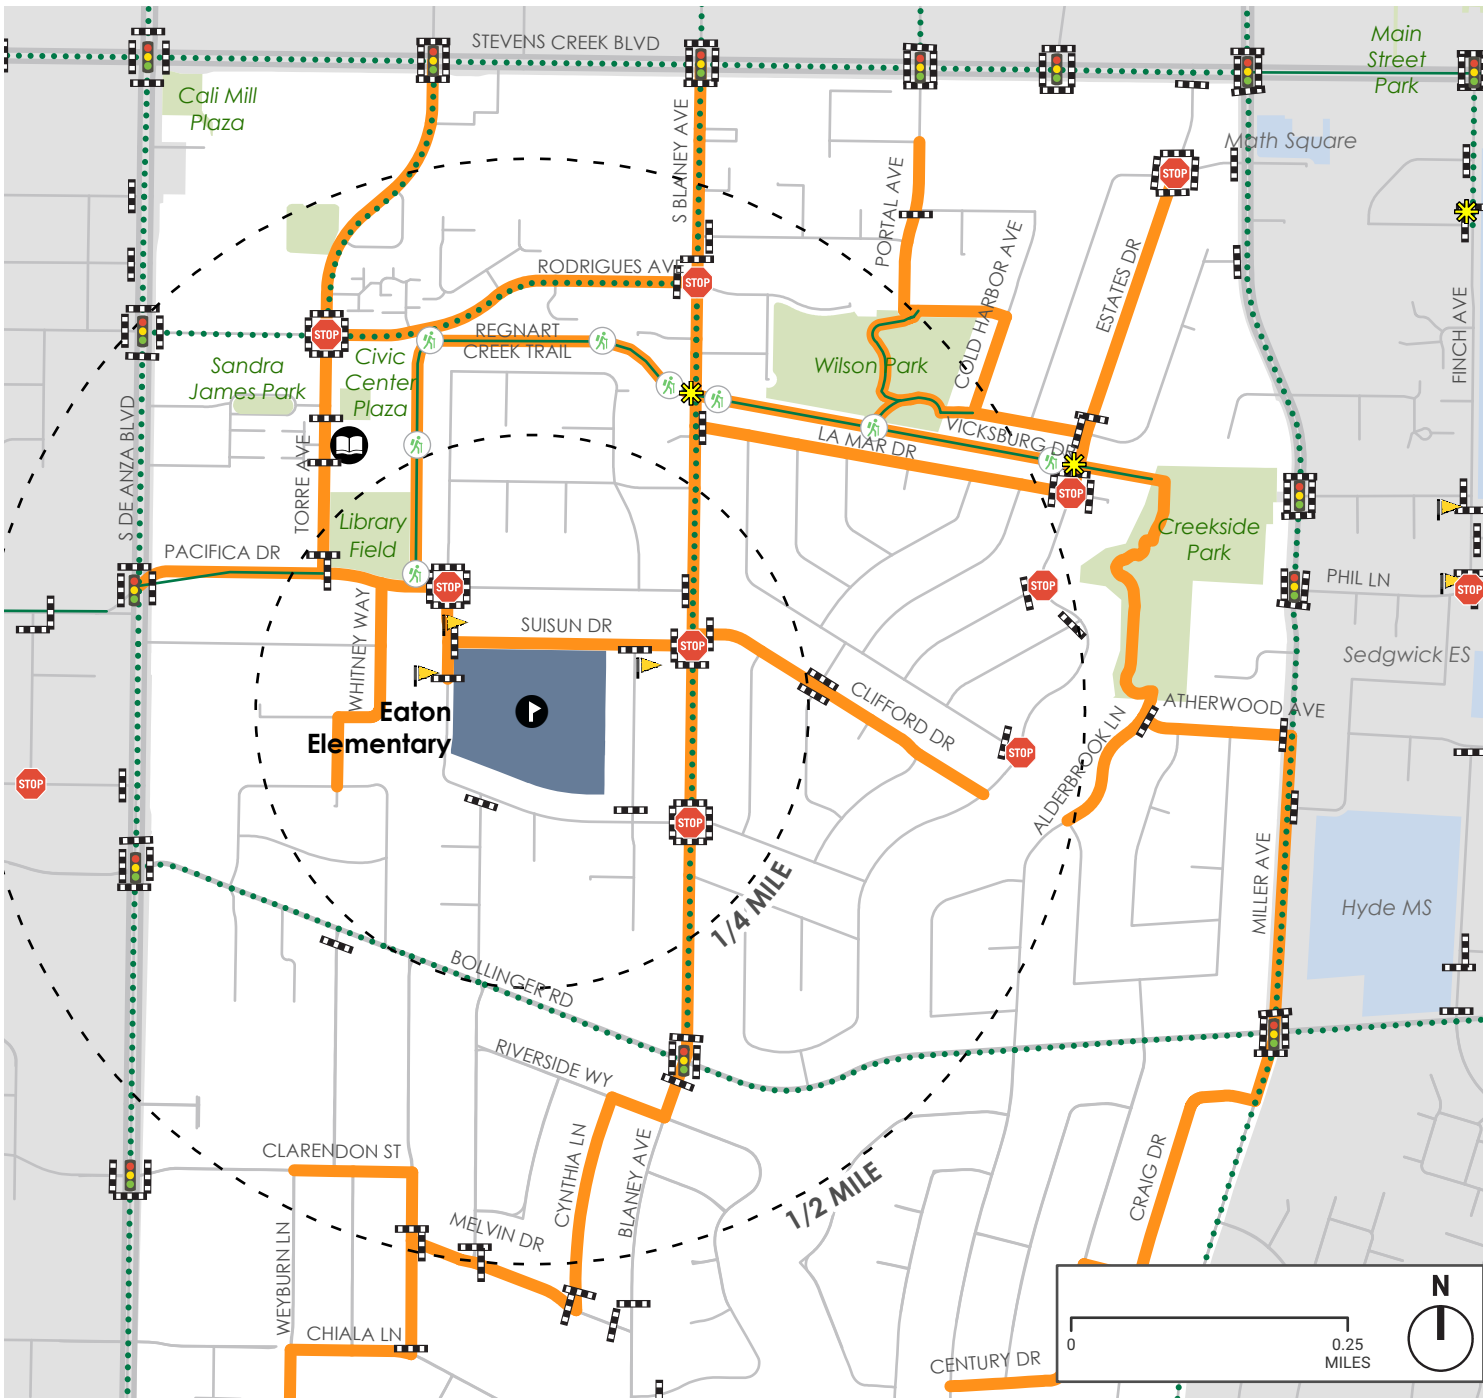 STEVENS CREEK BLVD
Main
Street
Park
Cali Mill
Plaza
Math Square
S BLANEY AVE
PORTAL AVE
COLD HARBOR AVE
ESTATES DR
STOP
RODRIGUES AVE
STOP
FINCH AVE
STOP
REGNART
CREEK TRAIL
Sandra
James Park
Civic
Center
Plaza
Wilson Park
S DE ANZA BLVD
TORRE AVE
VICKSBURG DR
LA MAR DR
STOP
Library
Field
Creekside
Park
PACIFICA DR
STOP
STOP
PHIL LN
STOP
WHITNEY WAY
SUISUN DR
STOP
Sedgwick ES
Eaton
Elementary
CLIFFORD DR
ATHERWOOD AVE
STOP
ALDERBROOK LN
STOP
STOP
MILLER AVE
1/4 MILE
Hyde MS
BOLLINGER RD
RIVERSIDE WY
CLARENDON ST
CYNTHIA LN
BLANEY AVE
CRAIG DR
1/2 MILE
MELVIN DR
WEYBURN LN
CHIALA LN
CENTURY DR
N
0
0.25
MILES